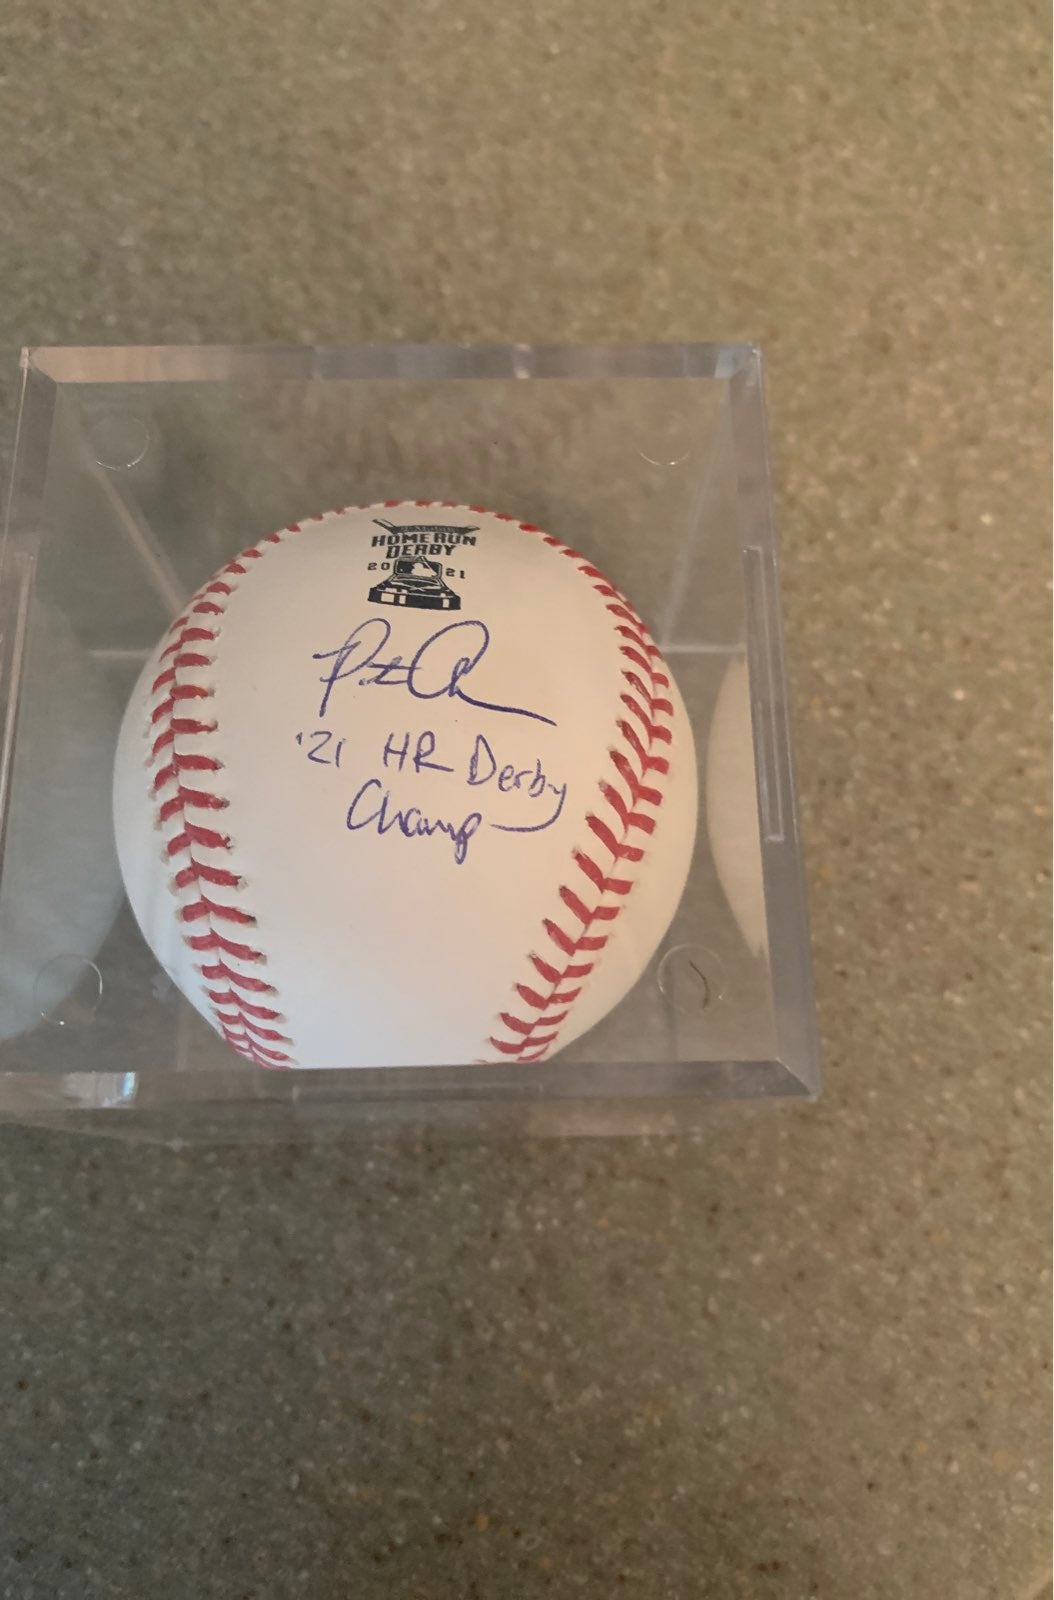 HOME RUN
DERBY
20 21
'21 HR Derby
Champ